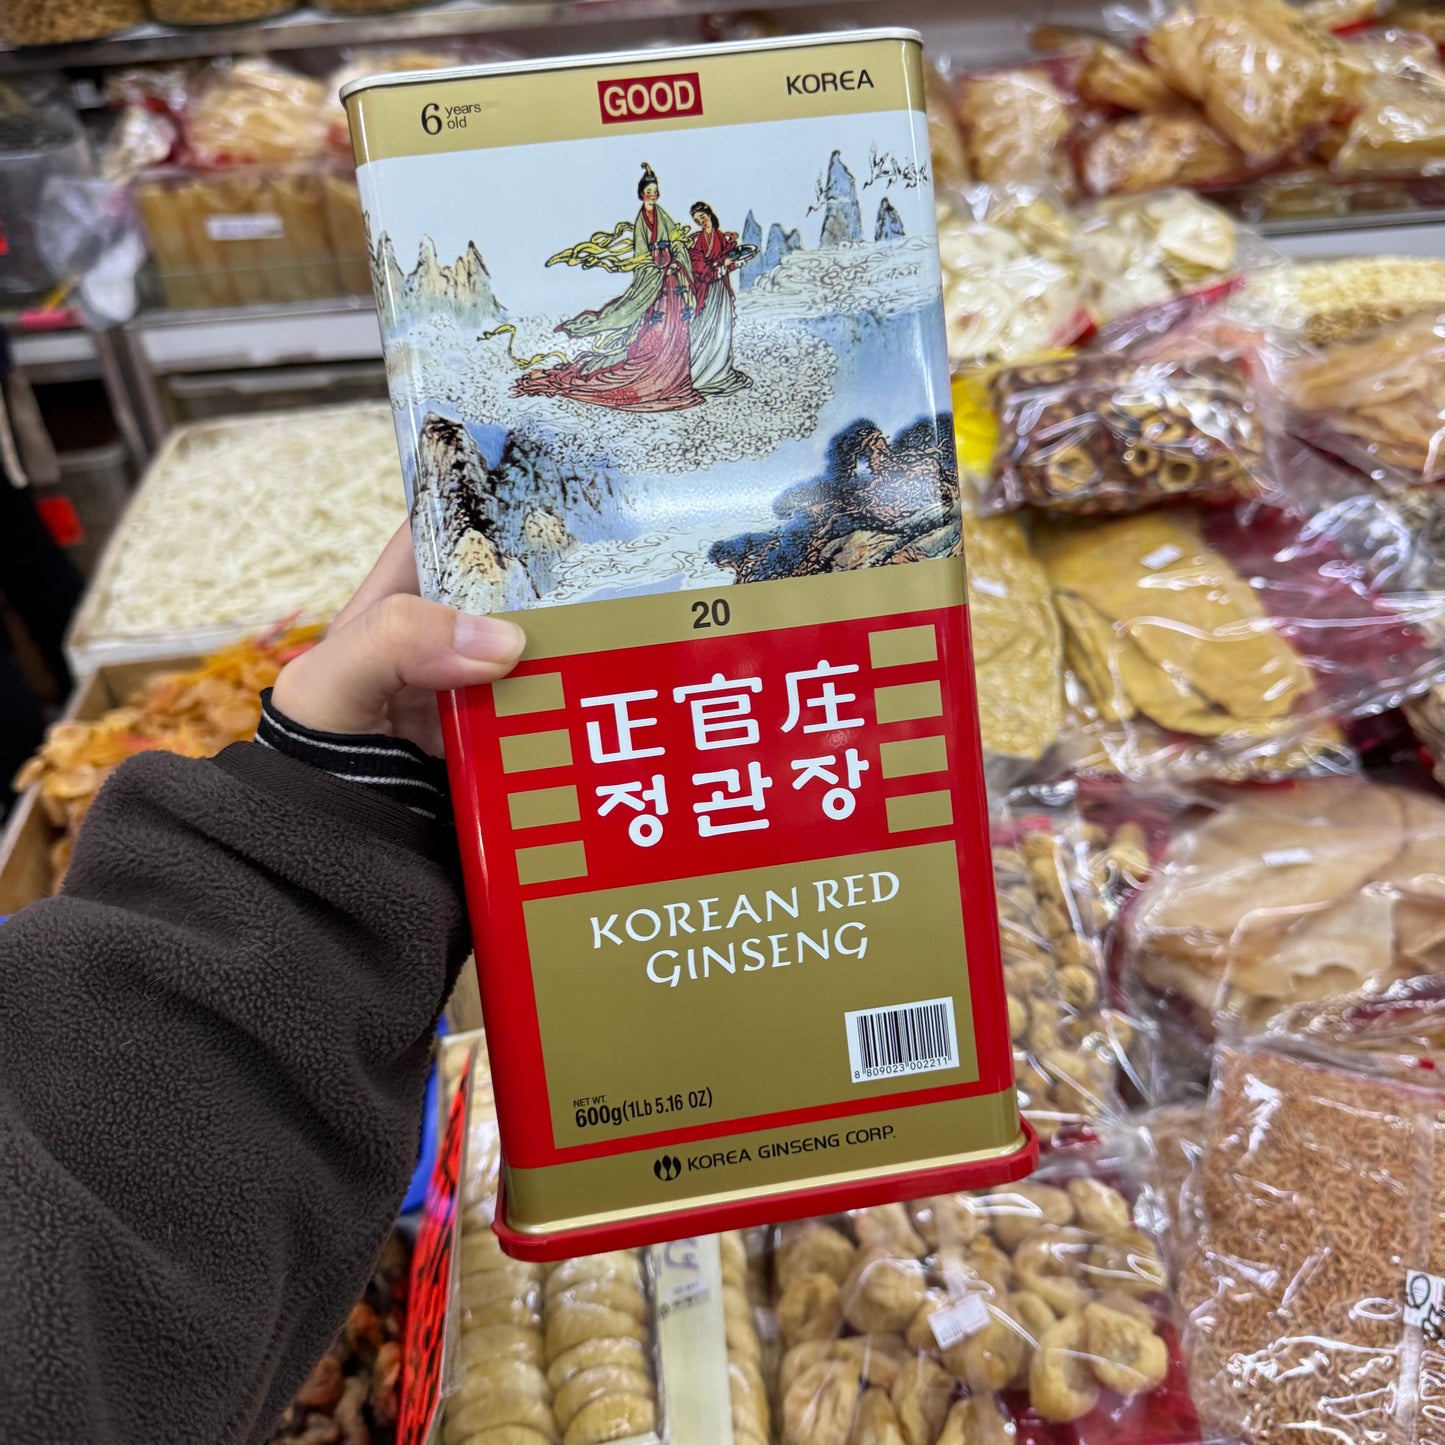 6 years old
GOOD
KOREA
20
正官庄
정관장
KOREAN RED
GINSENG
8 809023 002211
NET WT.
600g(1Lb 5.16 OZ)
KOREA GINSENG CORP.